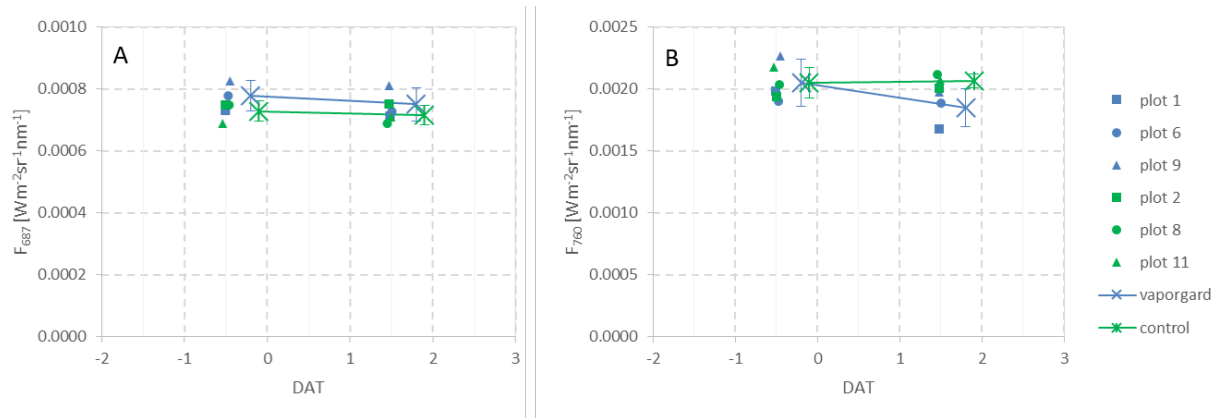 A
0.0010
0.0008
0.0006
0.0004
0.0002
0.0000
F687 [Wm-2sr-1nm-1]
-2 -1 0 1 2 3
DAT
B
0.0025
0.0020
0.0015
0.0010
0.0005
0.0000
F760 [Wm-2sr-1nm-1]
-2 -1 0 1 2 3
DAT
plot 1
plot 6
plot 9
plot 2
plot 8
plot 11
vaporgard
control